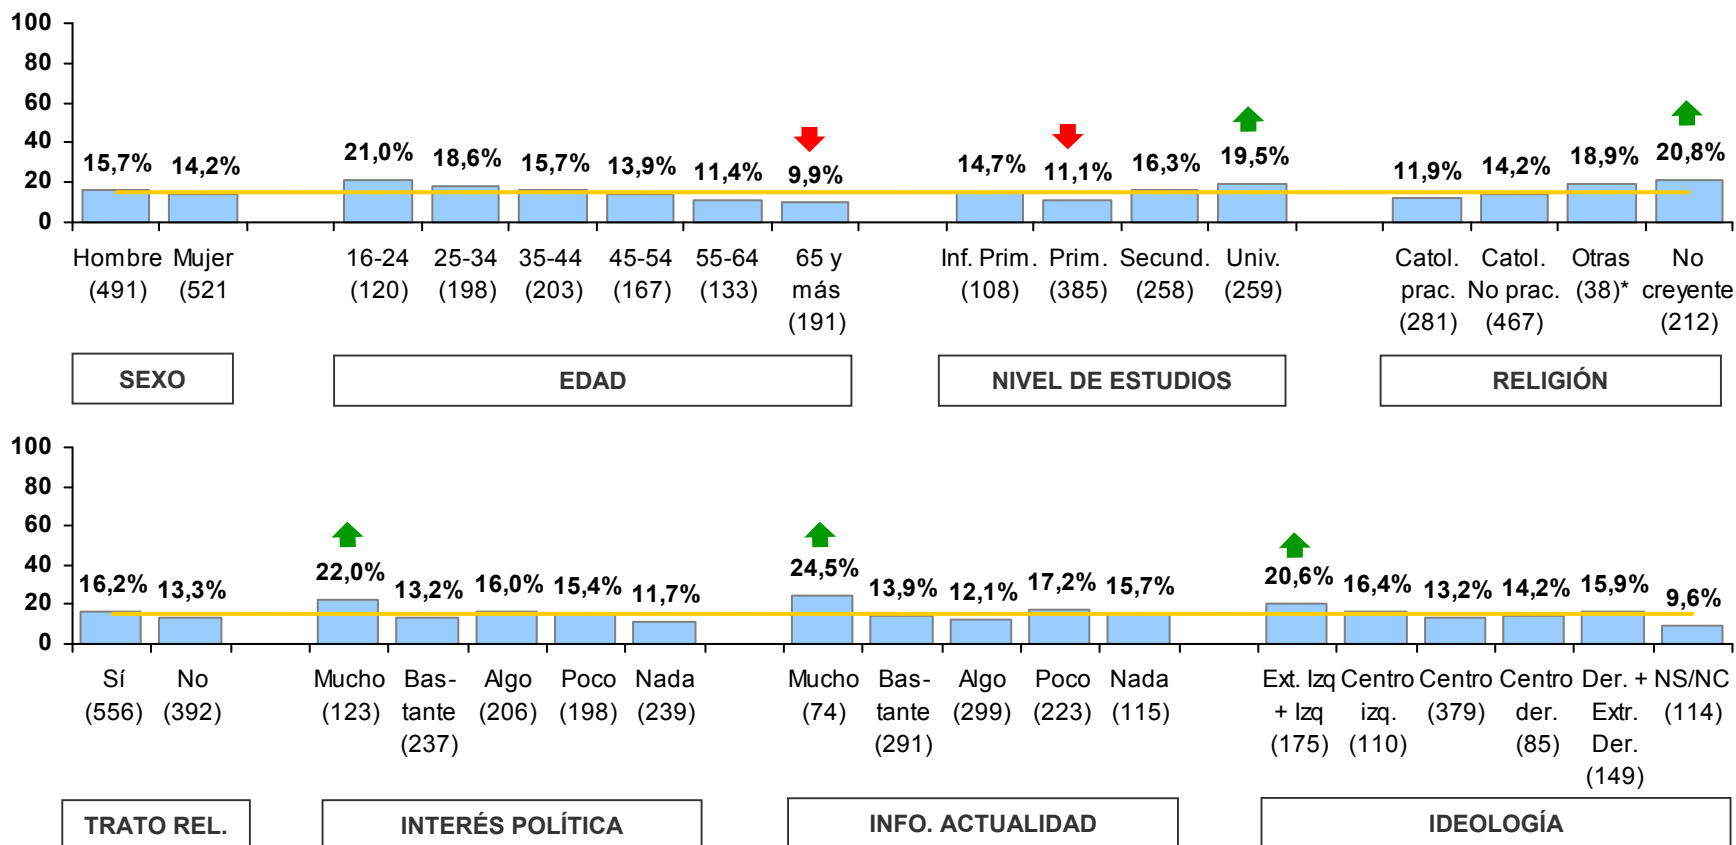 100
80
60
40
20
0
15,7% 14,2% 21,0% 18,6% 15,7% 13,9% 11,4% 9,9% 14,7% 11,1% 16,3% 19,5% 11,9% 14,2% 18,9% 20,8%
Hombre Mujer 16-24 25-34 35-44 45-54 55-64 65 y Inf. Prim. Prim. Secund. Univ. Catol. Catol. Otras No
(491) (521 (120) (198) (203) (167) (133) más (108) (385) (258) (259) prac. No prac. (38)* creyente
(191) (281) (467) (212)
SEXO EDAD NIVEL DE ESTUDIOS RELIGIÓN
100
80
60
40
20
0
16,2% 13,3% 22,0% 13,2% 16,0% 15,4% 11,7% 24,5% 13,9% 12,1% 17,2% 15,7% 20,6% 16,4% 13,2% 14,2% 15,9% 9,6%
Sí No Mucho Bas- Algo Poco Nada Mucho Bas- Algo Poco Nada Ext. Izq Centro Centro Centro Der. + NS/NC
(556) (392) (123) tante (206) (198) (239) (74) tante (299) (223) (115) + Izq izq. (379) der. Extr. (114)
(237) (291) (175) (110) (85) Der.
(149)
TRATO REL. INTERÉS POLÍTICA INFO. ACTUALIDAD IDEOLOGÍA